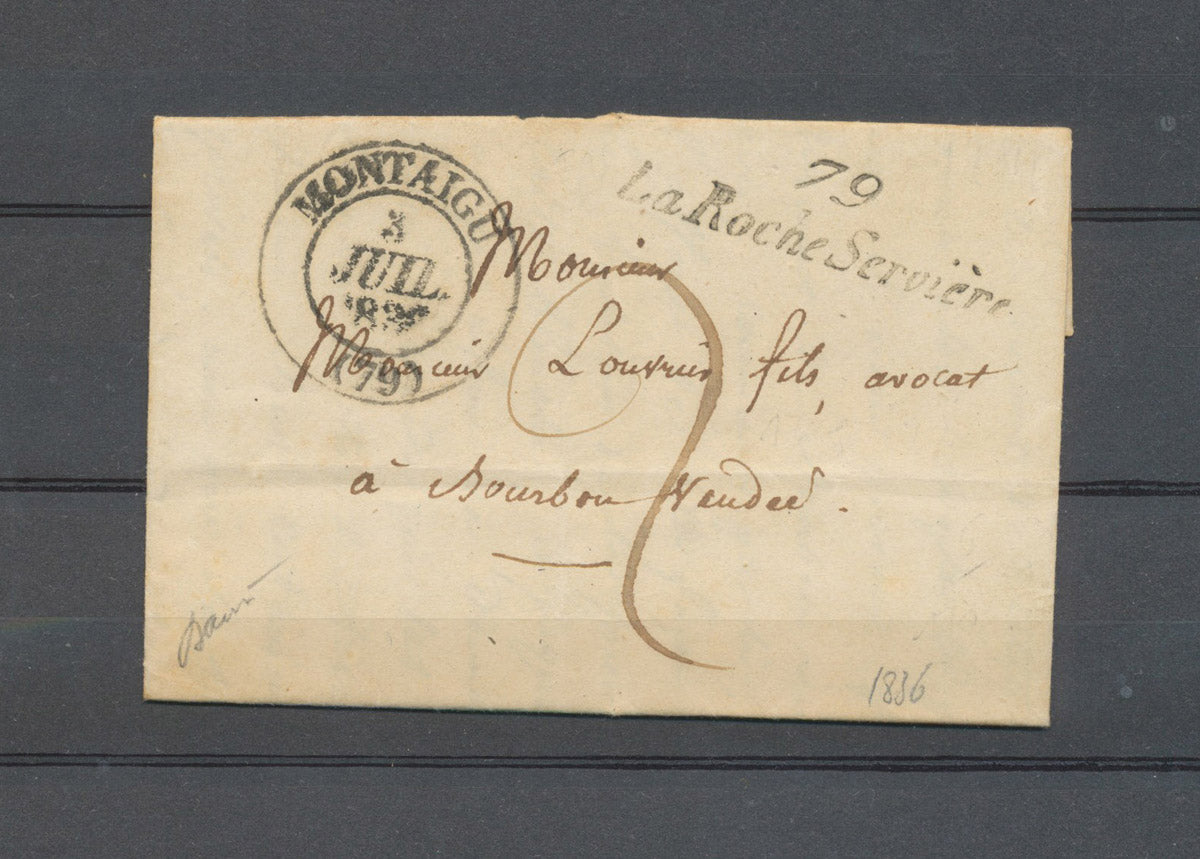 MONTAIGU
3
JUIL.
(79)
79
La Roche Servière
Monsieur
Monsieur Louvrier fils, avocat
à Bourbon Vendée.
2
1836